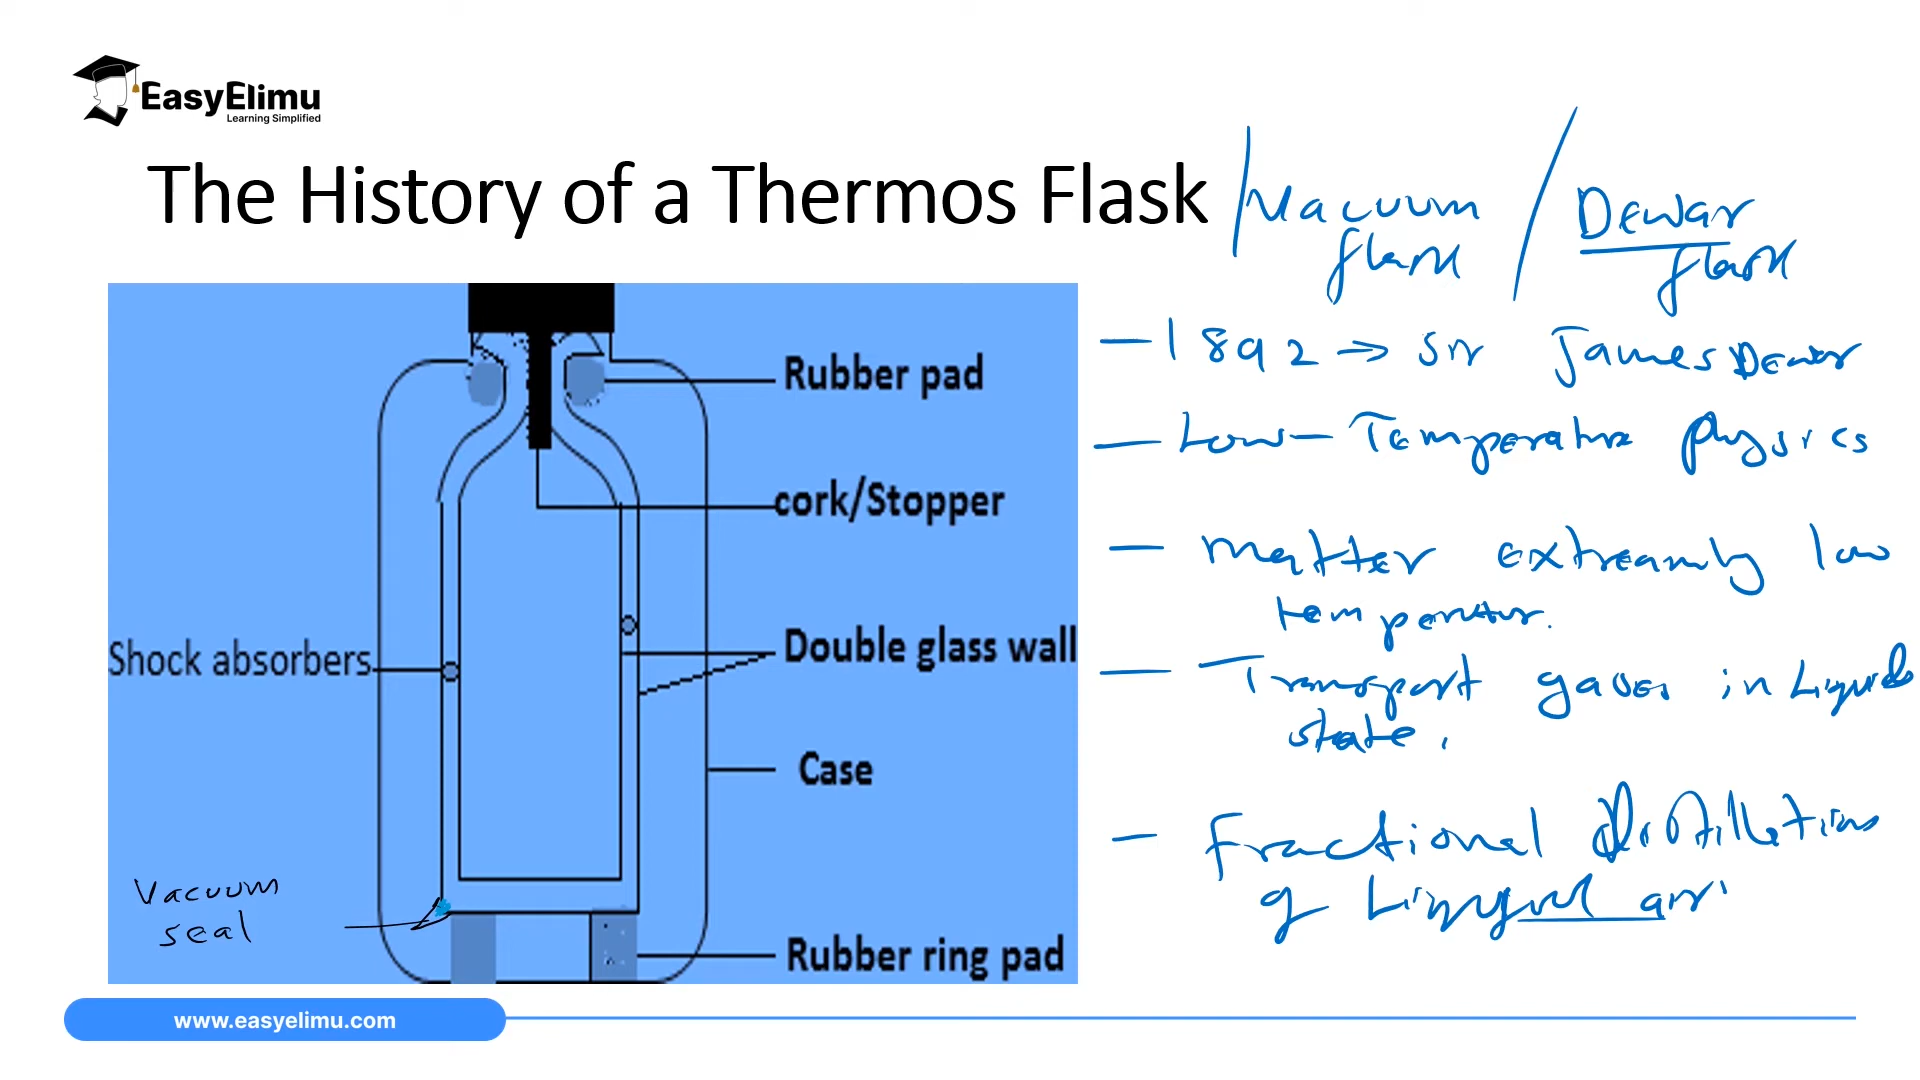 EasyElimu
Learning Simplified
The History of a Thermos Flask / Vacuum / Dewar
flask flask
Rubber pad
cork/Stopper
Shock absorbers
Double glass wall
Case
Vacuum
seal
Rubber ring pad
- 1892 → Sir James Dewar
- Low-Temperature physics
- matter extreamly low
temperatur.
- Transport gases in Liquid
state.
- Fractional distillation
of Liquid air
www.easyelimu.com